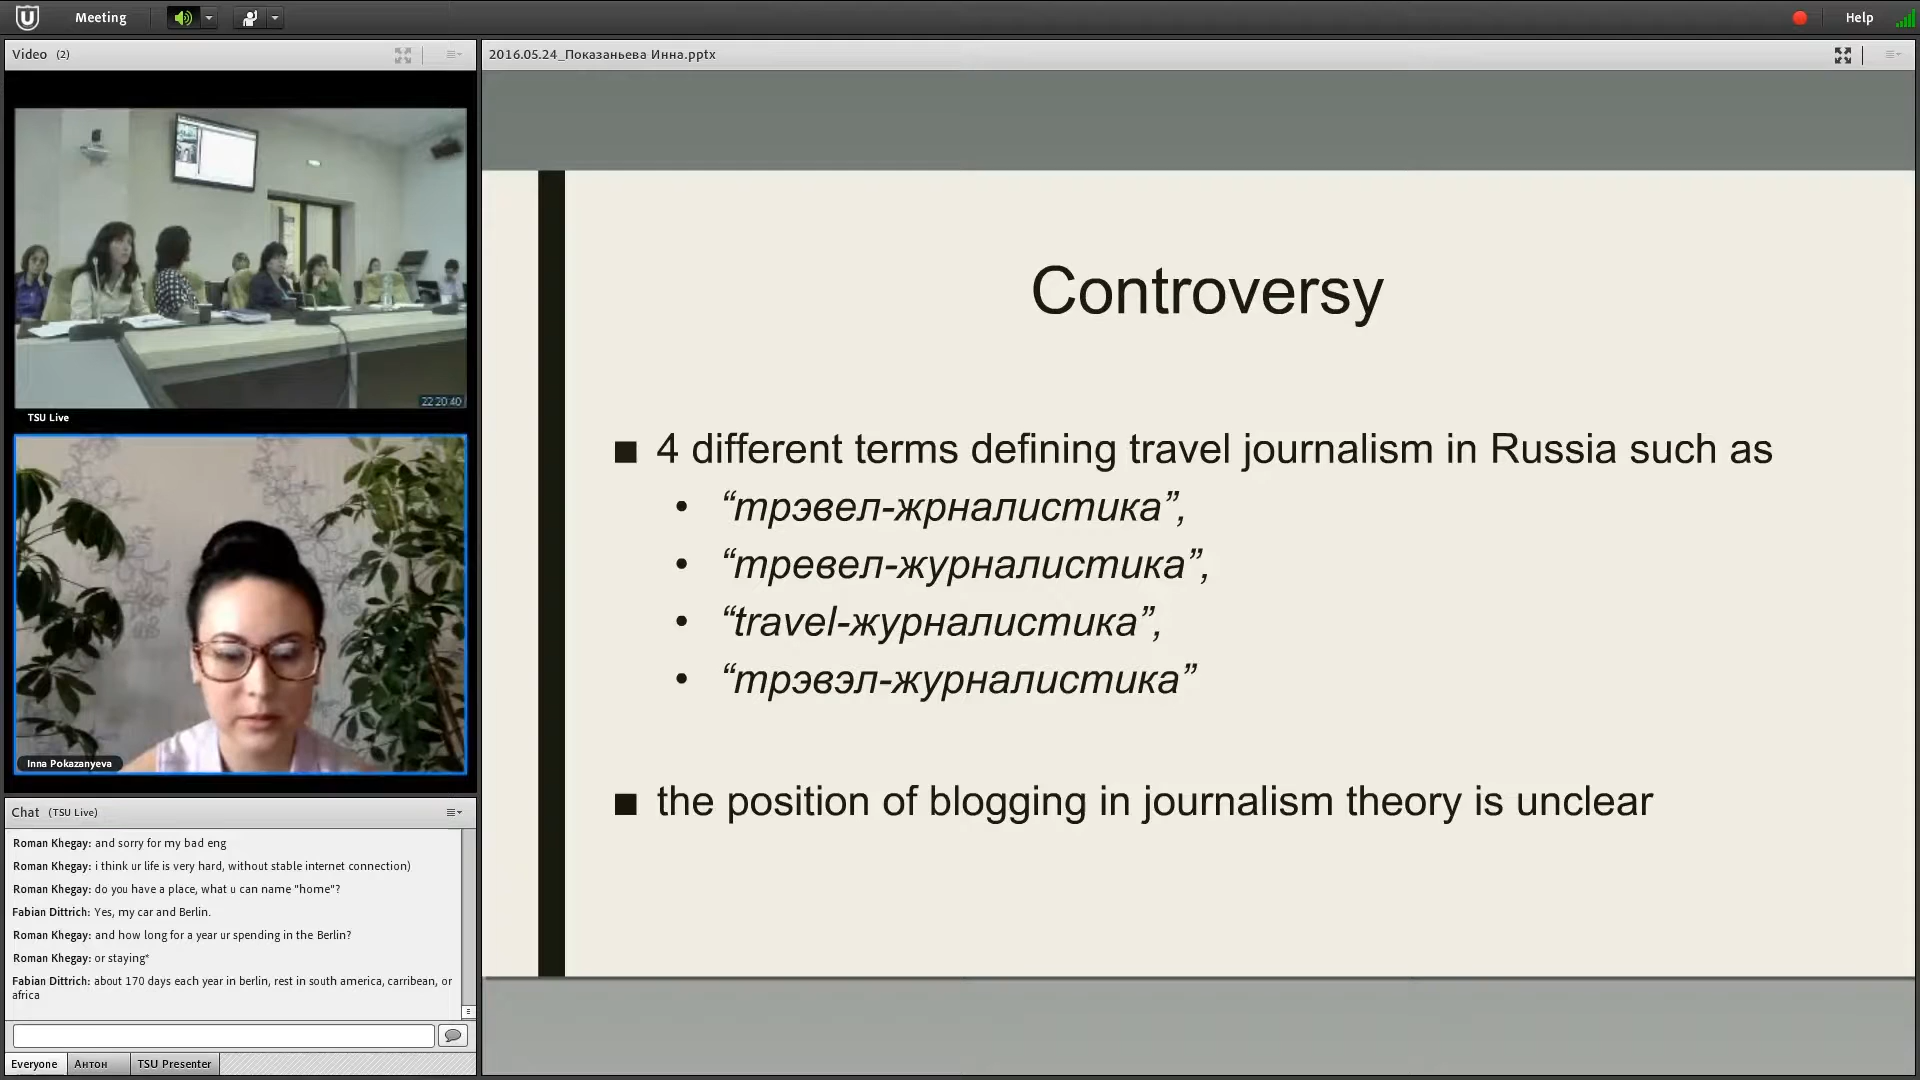 Meeting
Help
Video (2)
22:20:40
TSU Live
Inna Pokazanyeva
Chat (TSU Live)
Roman Khegay: and sorry for my bad eng
Roman Khegay: i think ur life is very hard, without stable internet connection)
Roman Khegay: do you have a place, what u can name "home"?
Fabian Dittrich: Yes, my car and Berlin.
Roman Khegay: and how long for a year ur spending in the Berlin?
Roman Khegay: or staying*
Fabian Dittrich: about 170 days each year in berlin, rest in south america, carribean, or
africa
Everyone
Антон
TSU Presenter
2016.05.24_Показаньева Инна.pptx
Controversy
■ 4 different terms defining travel journalism in Russia such as
• “трэвел-жрналистика”,
• “тревел-журналистика”,
• “travel-журналистика”,
• “трэвэл-журналистика”
■ the position of blogging in journalism theory is unclear